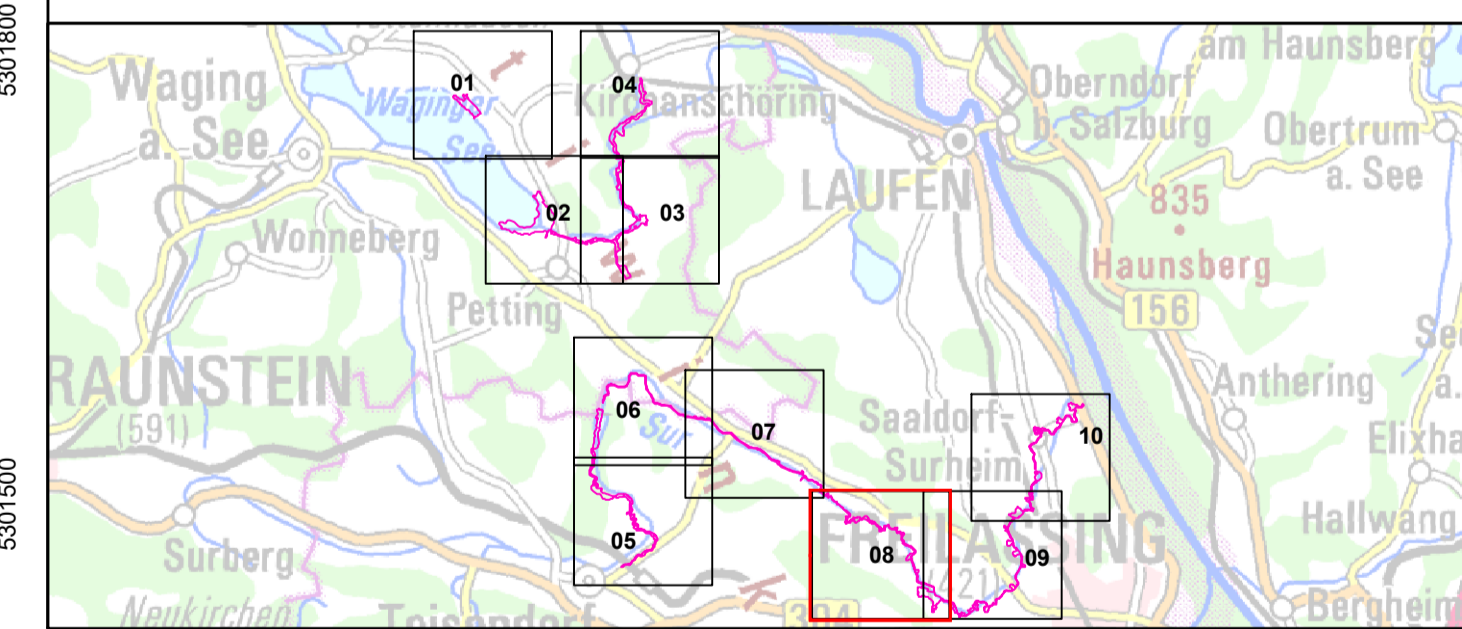 5301800
5301500
Waging
a. See
Waginger
See
Kirchanschöring
Oberndorf
b. Salzburg
am Haunsberg
Obertrum
a. See
LAUFEN
835
Haunsberg
156
Wonneberg
Petting
RAUNSTEIN
(591)
Sur
Saaldorf-
Surheim
Anthering
a.
Elixha
Hallwang
FREILASSING
(421)
Surberg
Neukirchen
Teisendorf
304
Bergheim
01
02
03
04
05
06
07
08
09
10